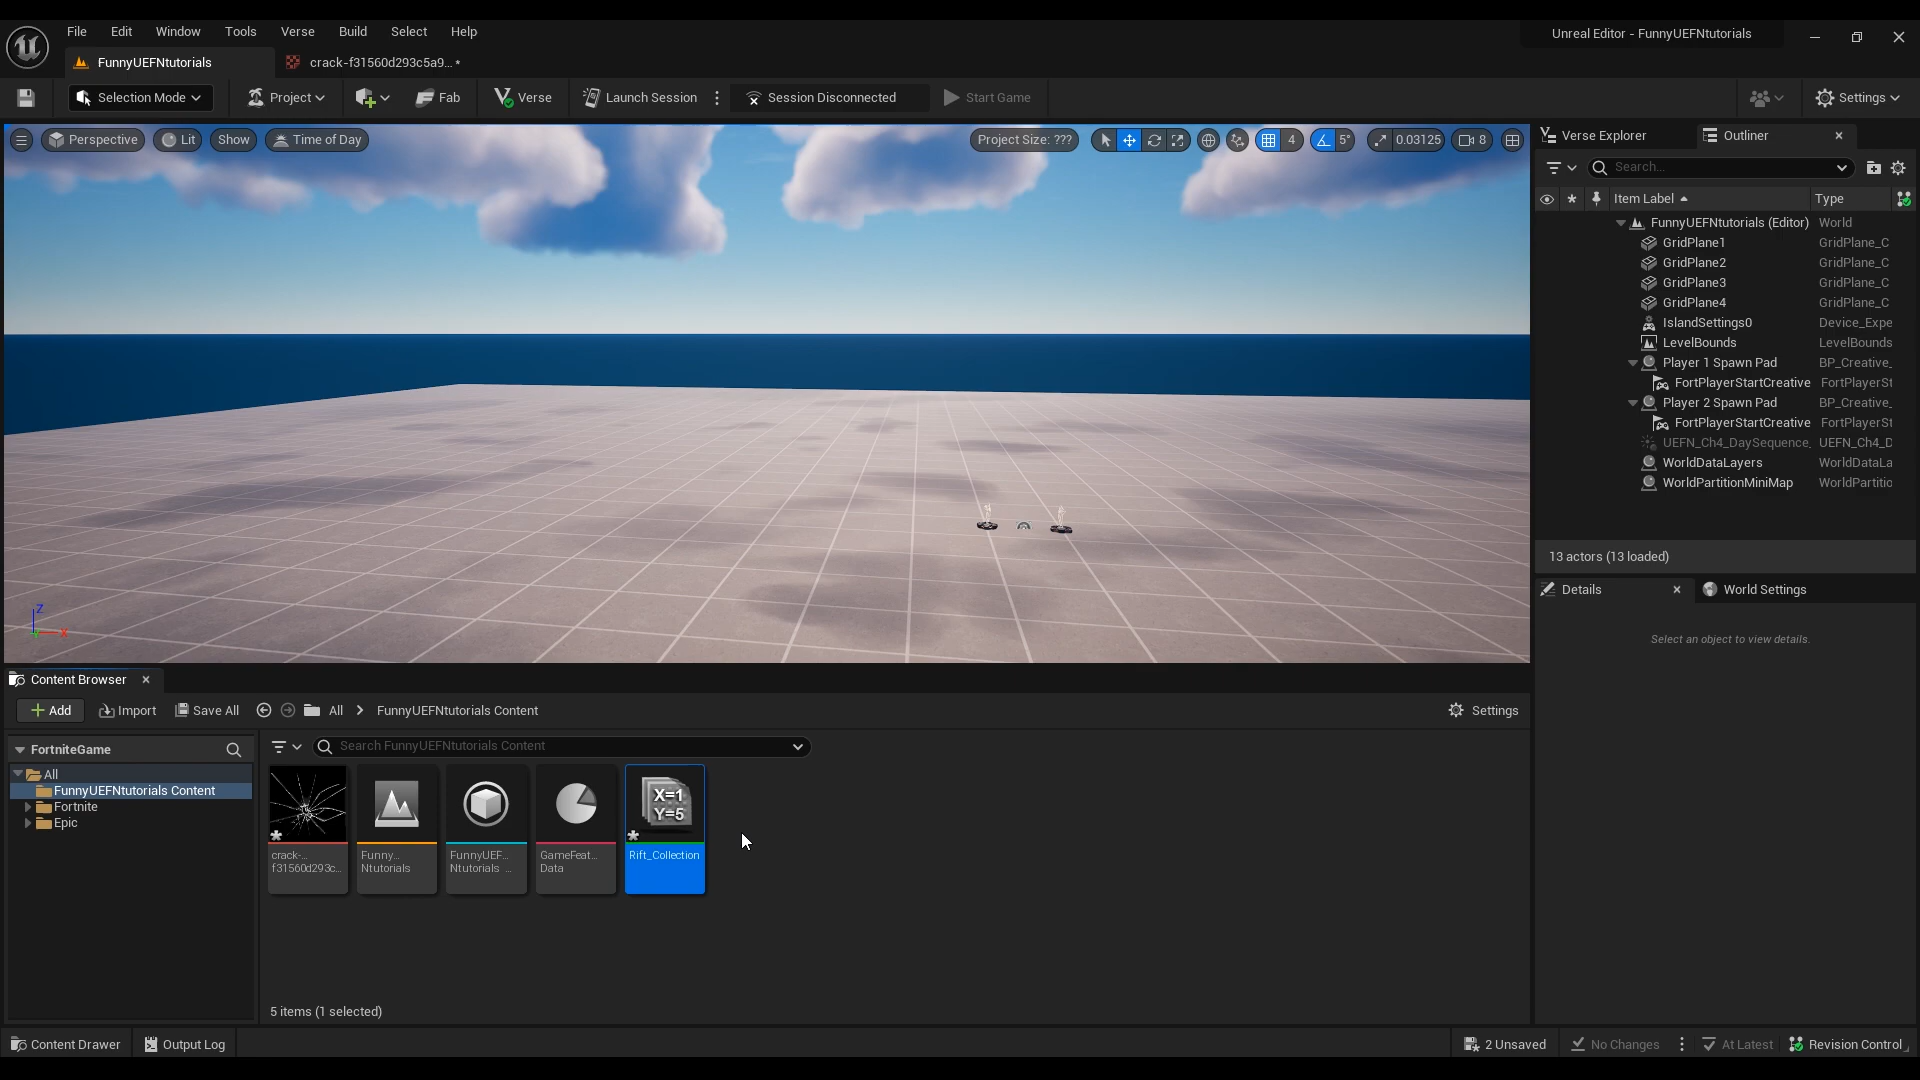 File Edit Window Tools Verse Build Select Help
Unreal Editor - FunnyUEFNtutorials
FunnyUEFNtutorials
crack-f31560d293c5a9... *
Selection Mode
Project
Fab
Verse
Launch Session
Session Disconnected
Start Game
Settings
Perspective
Lit
Show
Time of Day
Project Size: ???
4
5°
0.03125
8
Z
X
Verse Explorer
Outliner
Search...
Item Label Type
FunnyUEFNtutorials (Editor) World
GridPlane1 GridPlane_C
GridPlane2 GridPlane_C
GridPlane3 GridPlane_C
GridPlane4 GridPlane_C
IslandSettings0 Device_Expe
LevelBounds LevelBounds
Player 1 Spawn Pad BP_Creative_
FortPlayerStartCreative FortPlayerSt
Player 2 Spawn Pad BP_Creative_
FortPlayerStartCreative FortPlayerSt
UEFN_Ch4_DaySequence_ UEFN_Ch4_D
WorldDataLayers WorldDataLa
WorldPartitionMiniMap WorldPartitio
13 actors (13 loaded)
Details
World Settings
Select an object to view details.
Content Browser
Add
Import
Save All
All
FunnyUEFNtutorials Content
Settings
FortniteGame
All
FunnyUEFNtutorials Content
Fortnite
Epic
Search FunnyUEFNtutorials Content
crack-...
f31560d293c...
Funny...
Ntutorials
FunnyUEF...
Ntutorials_...
GameFeat...
Data
X=1
Y=5
Rift_Collection
5 items (1 selected)
Content Drawer
Output Log
2 Unsaved
No Changes
At Latest
Revision Control